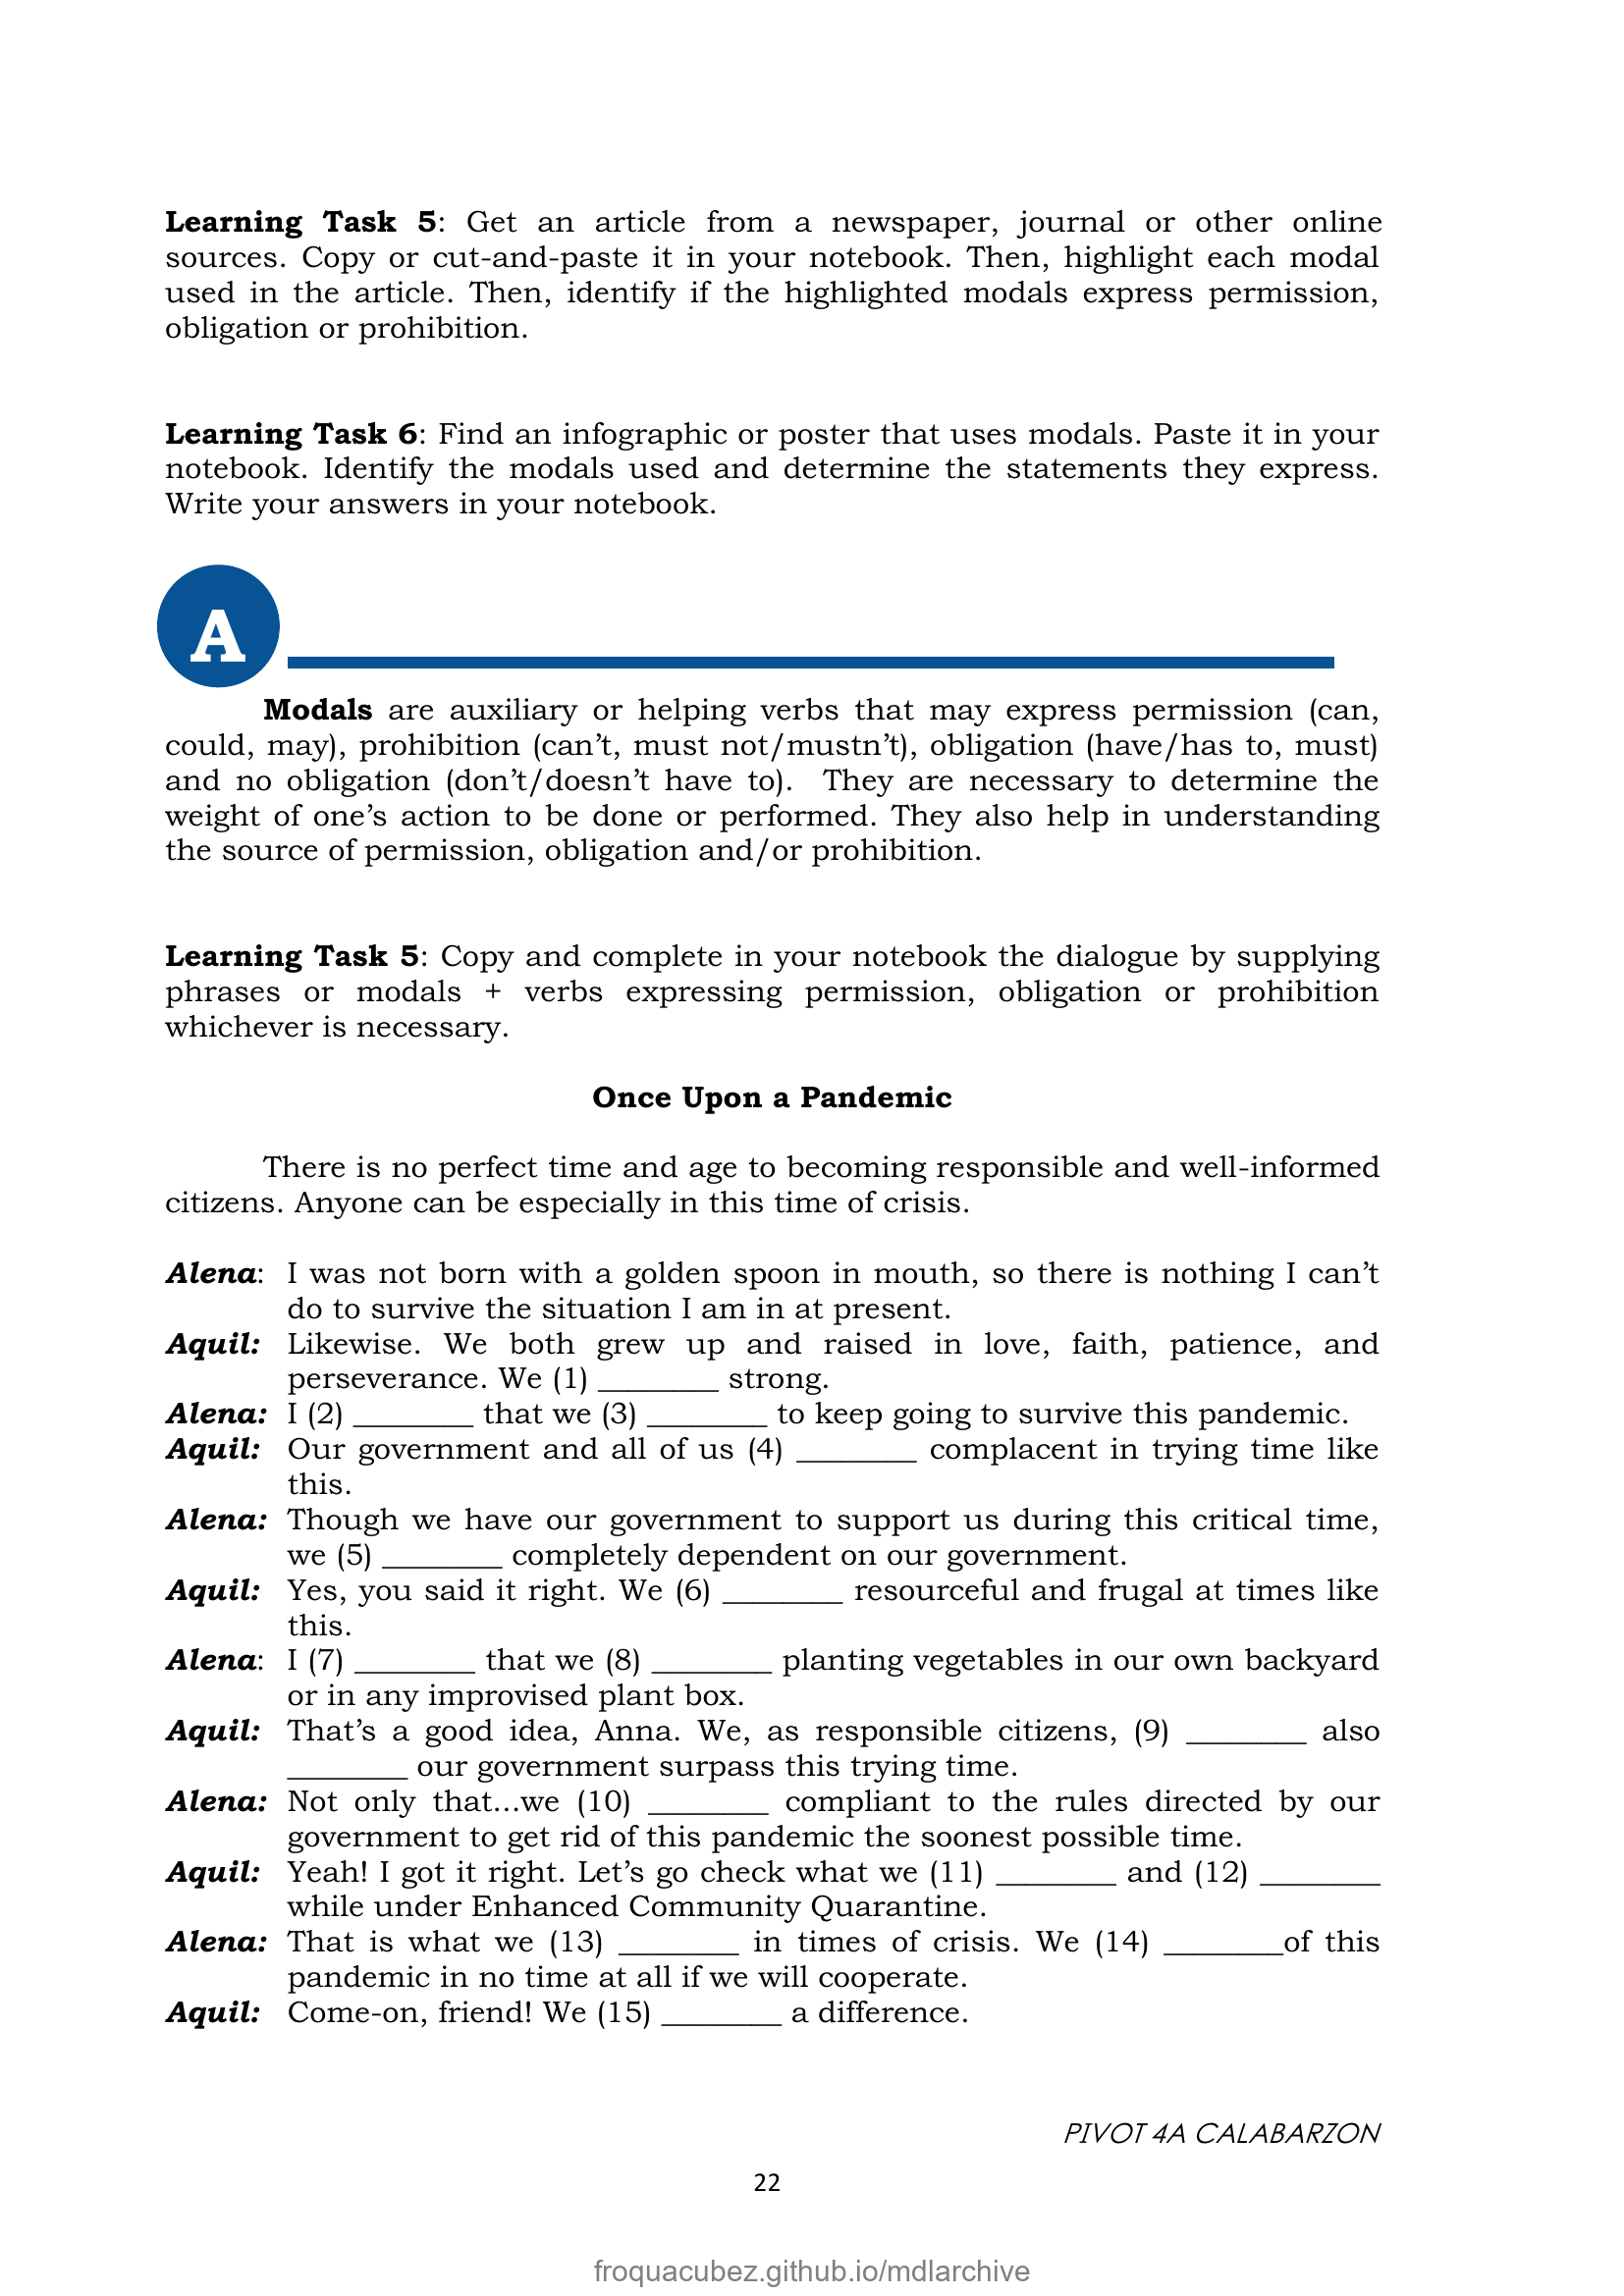 Learning Task 5: Get an article from a newspaper, journal or other online
sources. Copy or cut-and-paste it in your notebook. Then, highlight each modal
used in the article. Then, identify if the highlighted modals express permission,
obligation or prohibition.
Learning Task 6: Find an infographic or poster that uses modals. Paste it in your
notebook. Identify the modals used and determine the statements they express.
Write your answers in your notebook.
A
Modals are auxiliary or helping verbs that may express permission (can,
could, may), prohibition (can’t, must not/mustn’t), obligation (have/has to, must)
and no obligation (don’t/doesn’t have to). They are necessary to determine the
weight of one’s action to be done or performed. They also help in understanding
the source of permission, obligation and/or prohibition.
Learning Task 5: Copy and complete in your notebook the dialogue by supplying
phrases or modals + verbs expressing permission, obligation or prohibition
whichever is necessary.
Once Upon a Pandemic
There is no perfect time and age to becoming responsible and well-informed
citizens. Anyone can be especially in this time of crisis.
Alena: I was not born with a golden spoon in mouth, so there is nothing I can’t
do to survive the situation I am in at present.
Aquil: Likewise. We both grew up and raised in love, faith, patience, and
perseverance. We (1) ________ strong.
Alena: I (2) ________ that we (3) ________ to keep going to survive this pandemic.
Aquil: Our government and all of us (4) ________ complacent in trying time like
this.
Alena: Though we have our government to support us during this critical time,
we (5) ________ completely dependent on our government.
Aquil: Yes, you said it right. We (6) ________ resourceful and frugal at times like
this.
Alena: I (7) ________ that we (8) ________ planting vegetables in our own backyard
or in any improvised plant box.
Aquil: That’s a good idea, Anna. We, as responsible citizens, (9) ________ also
________ our government surpass this trying time.
Alena: Not only that...we (10) ________ compliant to the rules directed by our
government to get rid of this pandemic the soonest possible time.
Aquil: Yeah! I got it right. Let’s go check what we (11) ________ and (12) ________
while under Enhanced Community Quarantine.
Alena: That is what we (13) ________ in times of crisis. We (14) ________of this
pandemic in no time at all if we will cooperate.
Aquil: Come-on, friend! We (15) ________ a difference.
PIVOT 4A CALABARZON
22
froquacubez.github.io/mdlarchive